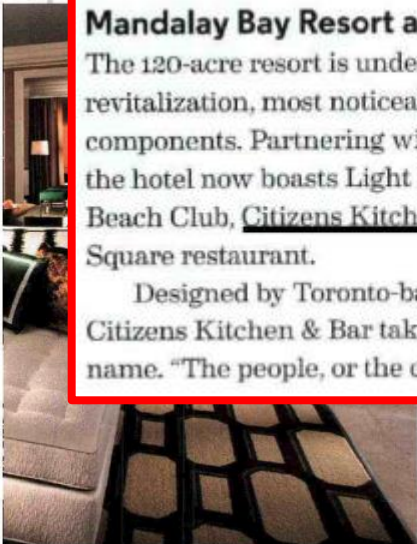 Mandalay Bay Resort a
The 120-acre resort is unde
revitalization, most noticea
components. Partnering wi
the hotel now boasts Light
Beach Club, Citizens Kitch
Square restaurant.
Designed by Toronto-ba
Citizens Kitchen & Bar tak
name. "The people, or the c